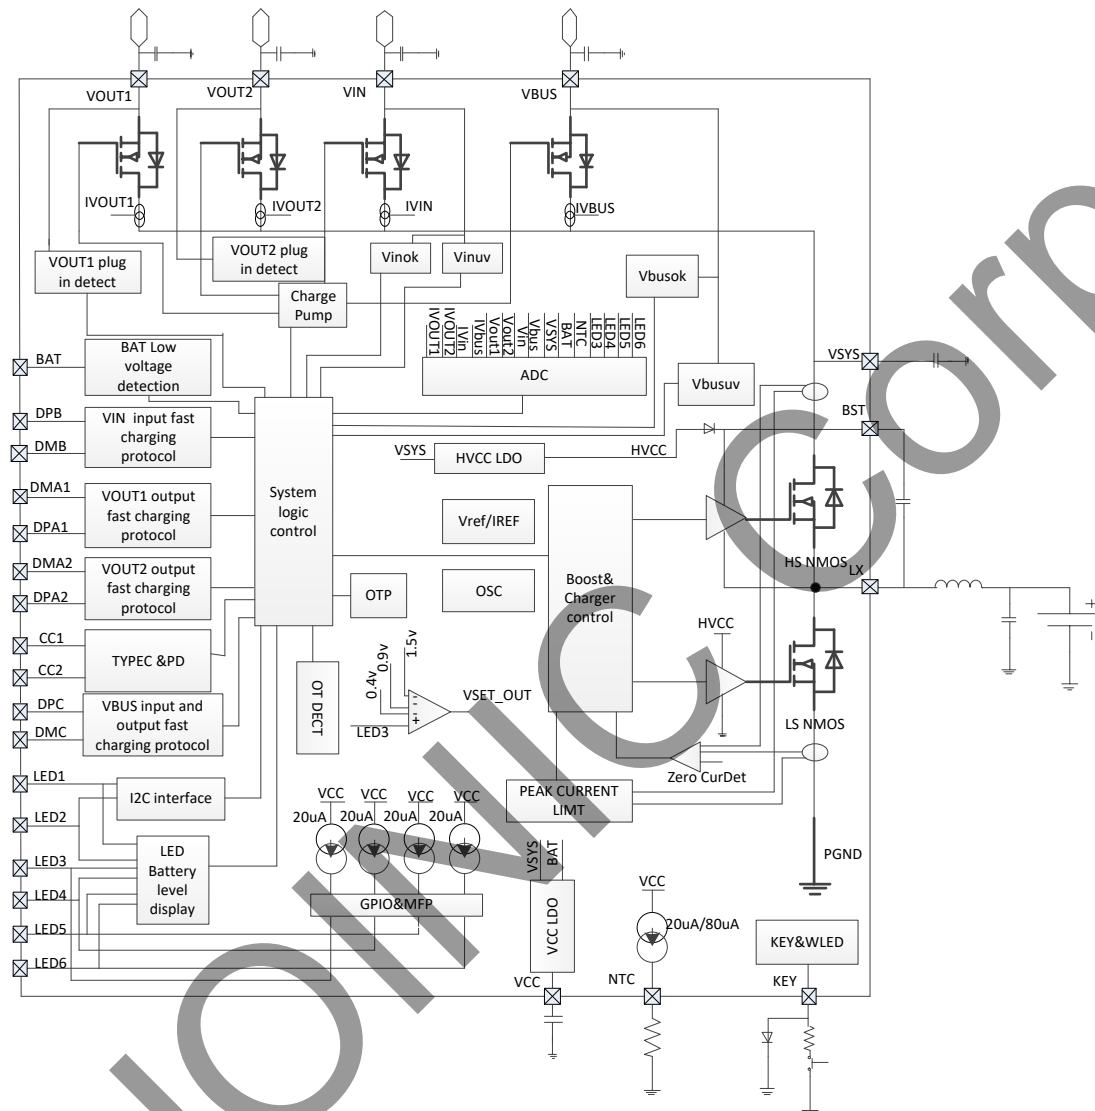 VOUT1
VOUT2
VIN
VBUS
IVOUT1
IVOUT2
IVIN
IVBUS
VOUT1 plug
in detect
VOUT2 plug
in detect
Vinok
Vinuv
Vbusok
Charge
Pump
IVOUT1
IVOUT2
IVin
IVbus
Vout1
Vout2
Vin
Vbus
VSYS
BAT
NTC
LED3
LED4
LED5
LED6
ADC
Vbusuv
VSYS
BST
BAT
BAT Low
voltage
detection
DPB
DMB
VIN input fast
charging
protocol
VSYS
HVCC LDO
HVCC
DMA1
DPA1
VOUT1 output
fast charging
protocol
System
logic
control
Vref/IREF
DMA2
DPA2
VOUT2 output
fast charging
protocol
OTP
OSC
Boost&
Charger
control
HS NMOS
LX
CC1
CC2
TYPEC &PD
HVCC
DPC
DMC
VBUS input and
output fast
charging protocol
OT DECT
0.4v
0.9v
1.5v
-
-
+
LED3
VSET_OUT
LS NMOS
Zero CurDet
+
-
LED1
LED2
I2C interface
PEAK CURRENT
LIMT
VCC
VCC
VCC
VCC
20uA
20uA
20uA
20uA
LED3
LED4
LED5
LED6
LED
Battery
level
display
GPIO&MFP
VSYS
BAT
VCC LDO
PGND
VCC
20uA/80uA
KEY&WLED
VCC
NTC
KEY
Corp